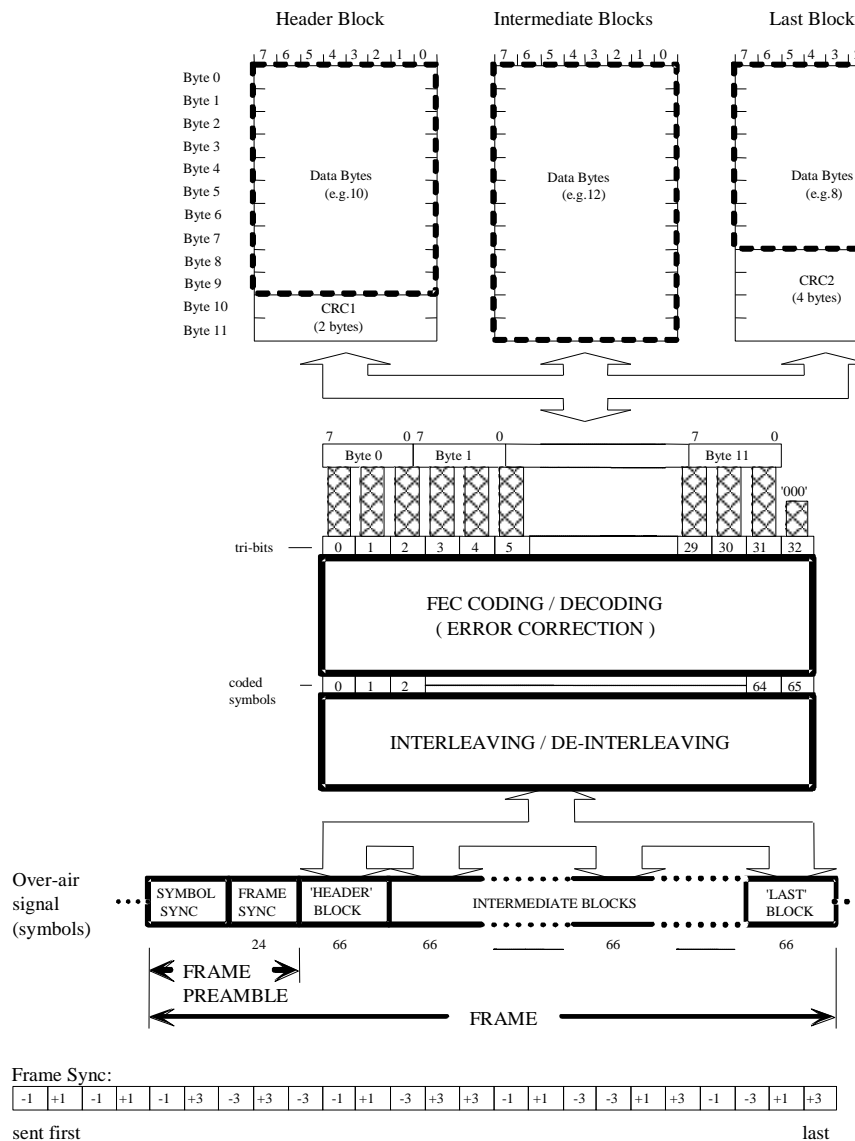 Header Block Intermediate Blocks Last Block
7 6 5 4 3 2 1 0 7 6 5 4 3 2 1 0 7 6 5 4 3
Byte 0
Byte 1
Byte 2
Byte 3
Byte 4
Byte 5
Byte 6
Byte 7
Byte 8
Byte 9
Byte 10
Byte 11
Data Bytes
(e.g.10)
CRC1
(2 bytes)
Data Bytes
(e.g.12)
Data Bytes
(e.g.8)
CRC2
(4 bytes)
7 0 7 0 7 0
Byte 0 Byte 1 Byte 11
'000'
tri-bits 0 1 2 3 4 5 29 30 31 32
FEC CODING / DECODING
( ERROR CORRECTION )
coded
symbols
0 1 2 64 65
INTERLEAVING / DE-INTERLEAVING
Over-air
signal
(symbols)
SYMBOL
SYNC
FRAME
SYNC
'HEADER'
BLOCK
INTERMEDIATE BLOCKS
'LAST'
BLOCK
24 66 66 66 66
FRAME
PREAMBLE
FRAME
Frame Sync:
-1 +1 -1 +1 -1 +3 -3 +3 -3 -1 +1 -3 +3 +3 -1 +1 -3 -3 +1 +3 -1 -3 +1 +3
sent first last